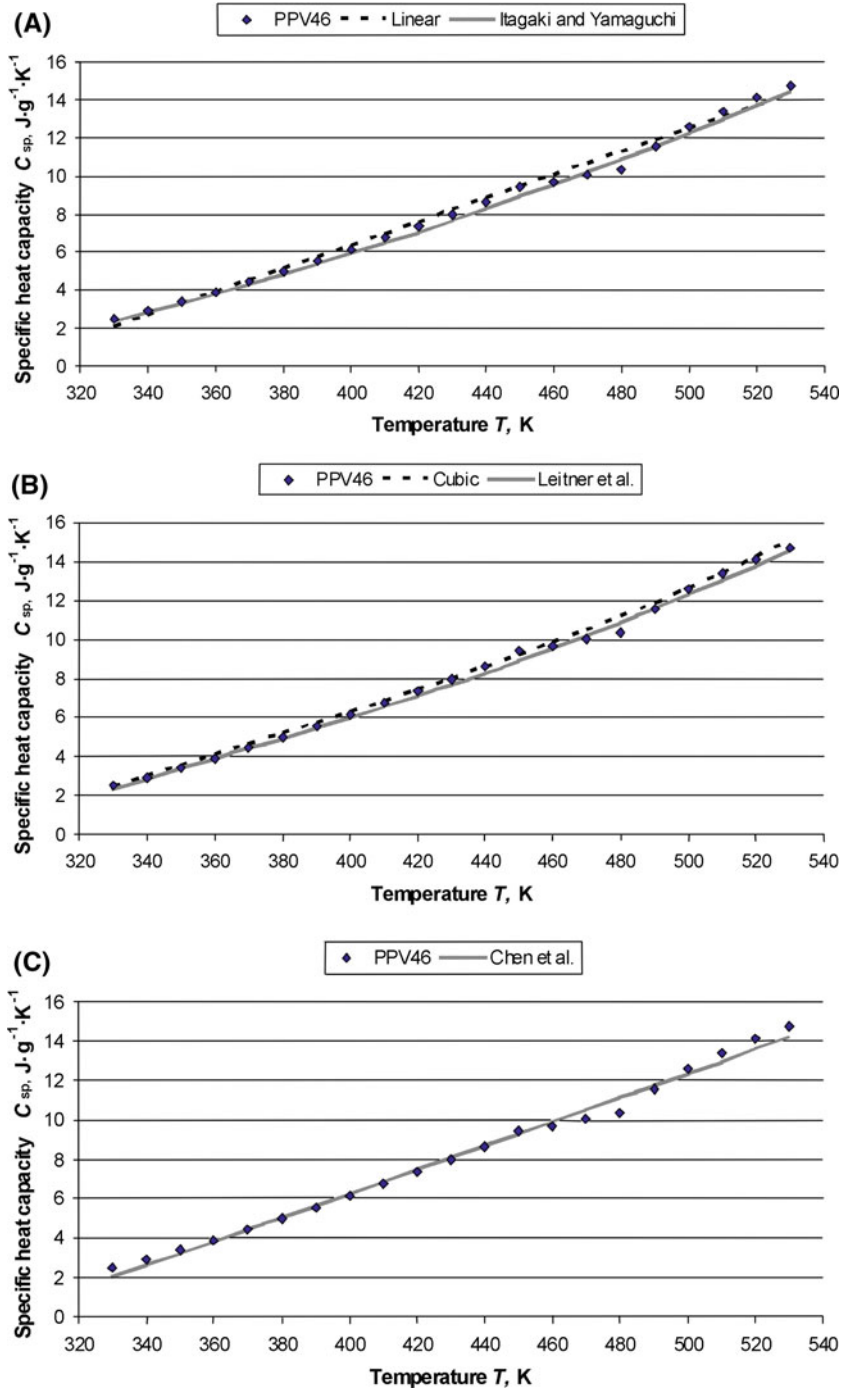 (A)
PPV46 Linear Itagaki and Yamaguchi
Specific heat capacity C sp, J·g⁻¹·K⁻¹
16
14
12
10
8
6
4
2
0
320 340 360 380 400 420 440 460 480 500 520 540
Temperature T, K
(B)
PPV46 Cubic Leitner et al.
Specific heat capacity C sp, J·g⁻¹·K⁻¹
16
14
12
10
8
6
4
2
0
320 340 360 380 400 420 440 460 480 500 520 540
Temperature T, K
(C)
PPV46 Chen et al.
Specific heat capacity C sp, J·g⁻¹·K⁻¹
16
14
12
10
8
6
4
2
0
320 340 360 380 400 420 440 460 480 500 520 540
Temperature T, K